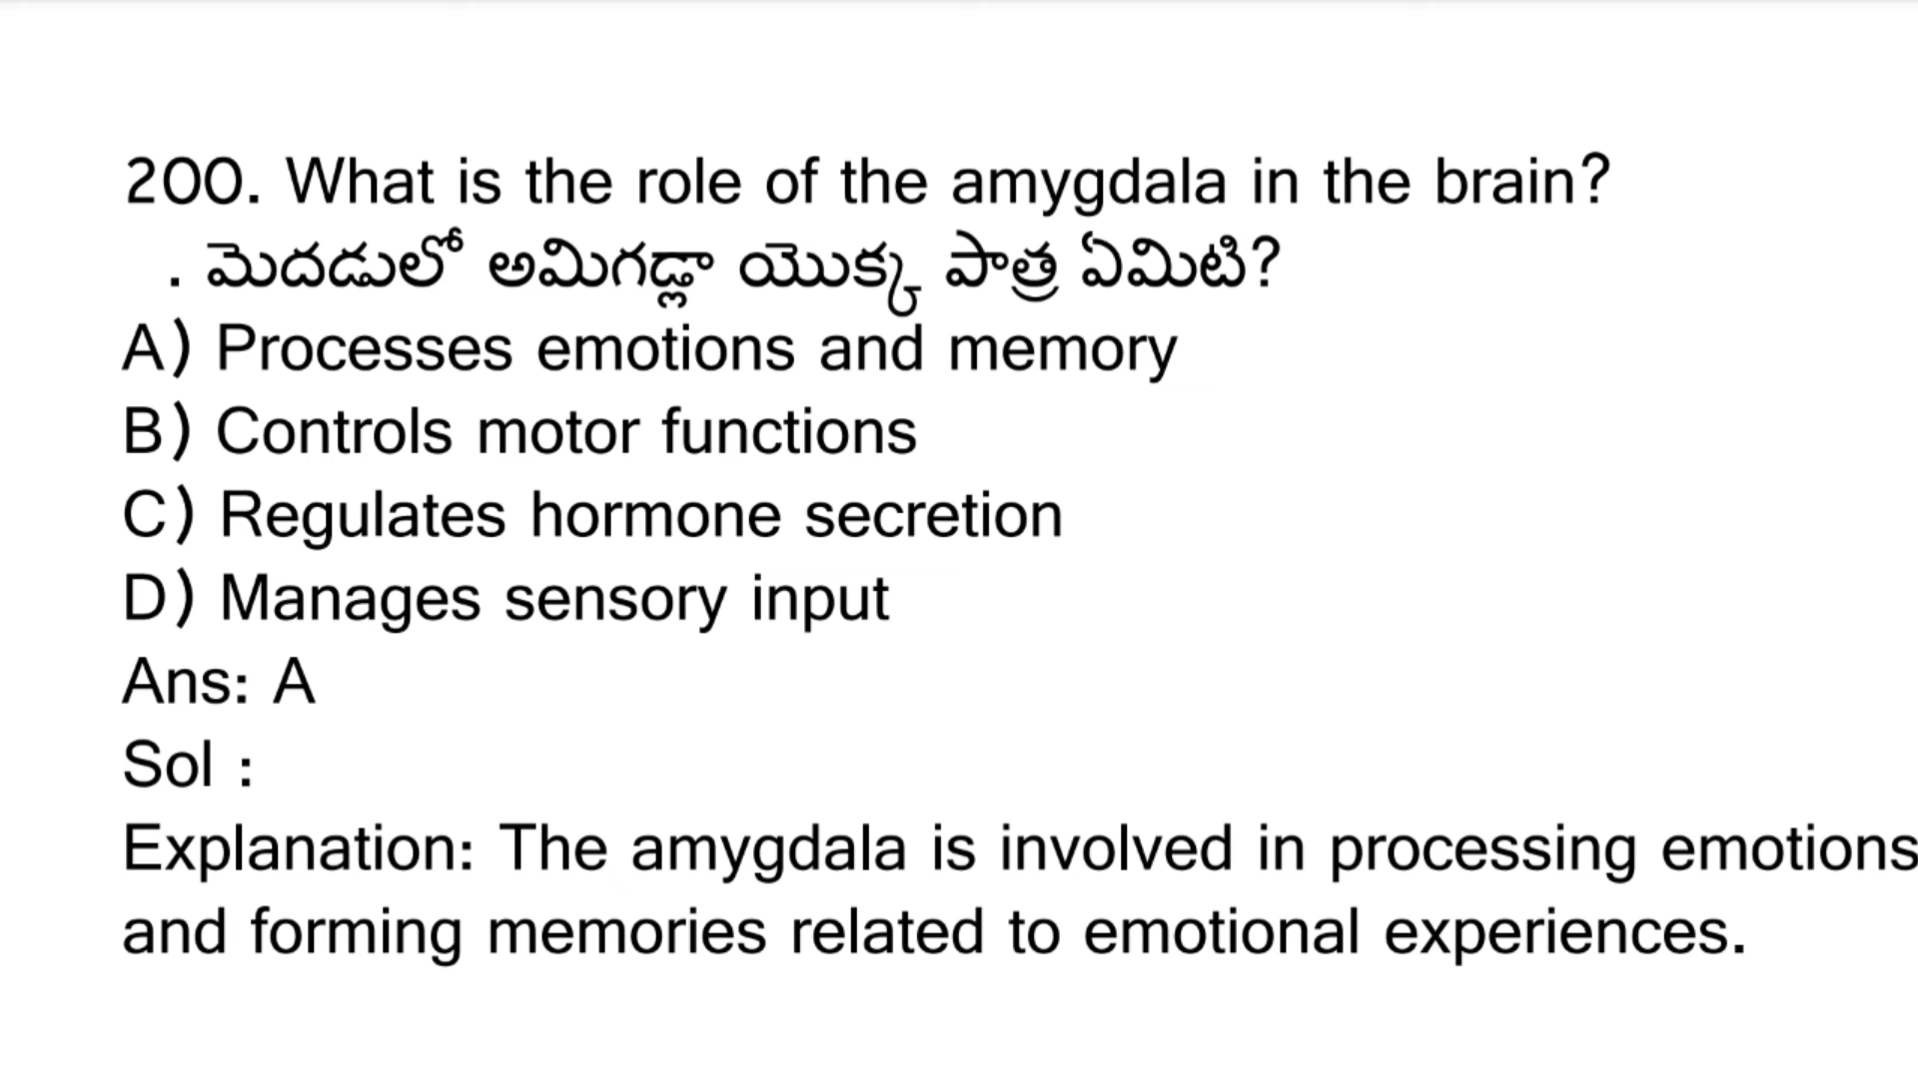 200. What is the role of the amygdala in the brain?
. మెదడులో అమిగడ్లా యొక్క పాత్ర ఏమిటి?
A) Processes emotions and memory
B) Controls motor functions
C) Regulates hormone secretion
D) Manages sensory input
Ans: A
Sol :
Explanation: The amygdala is involved in processing emotions
and forming memories related to emotional experiences.